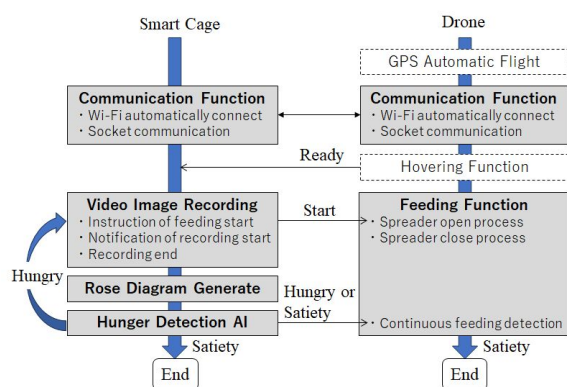 Smart Cage
Drone
GPS Automatic Flight
Communication Function
・Wi-Fi automatically connect
・Socket communication
Communication Function
・Wi-Fi automatically connect
・Socket communication
Ready
Hovering Function
Video Image Recording
・Instruction of feeding start
・Notification of recording start
・Recording end
Start
Feeding Function
・Spreader open process
・Spreader close process
Hungry
Rose Diagram Generate
Hungry or
Satiety
Hunger Detection AI
・Continuous feeding detection
Satiety
Satiety
End
End